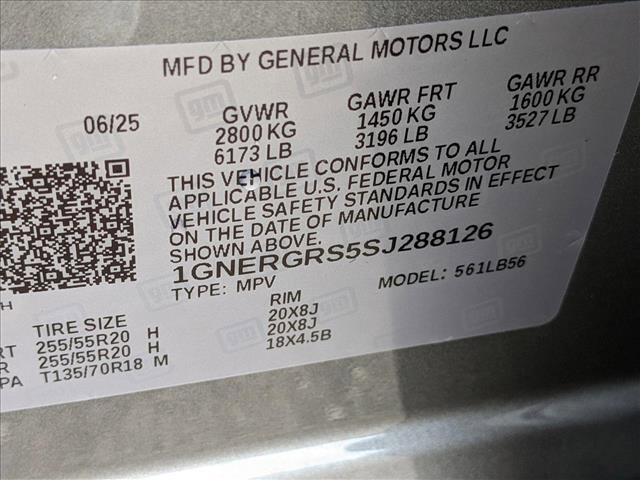 MFD BY GENERAL MOTORS LLC
06/25
GVWR
2800 KG
6173 LB
GAWR FRT
1450 KG
3196 LB
GAWR RR
1600 KG
3527 LB
THIS VEHICLE CONFORMS TO ALL
APPLICABLE U.S. FEDERAL MOTOR
VEHICLE SAFETY STANDARDS IN EFFECT
ON THE DATE OF MANUFACTURE
SHOWN ABOVE.
1GNERGRS5SJ288126
TYPE: MPV
MODEL: 561LB56
H
TIRE SIZE
RIM
RT 255/55R20 H 20X8J
R 255/55R20 H 20X8J
PA T135/70R18 M 18X4.5B
gm